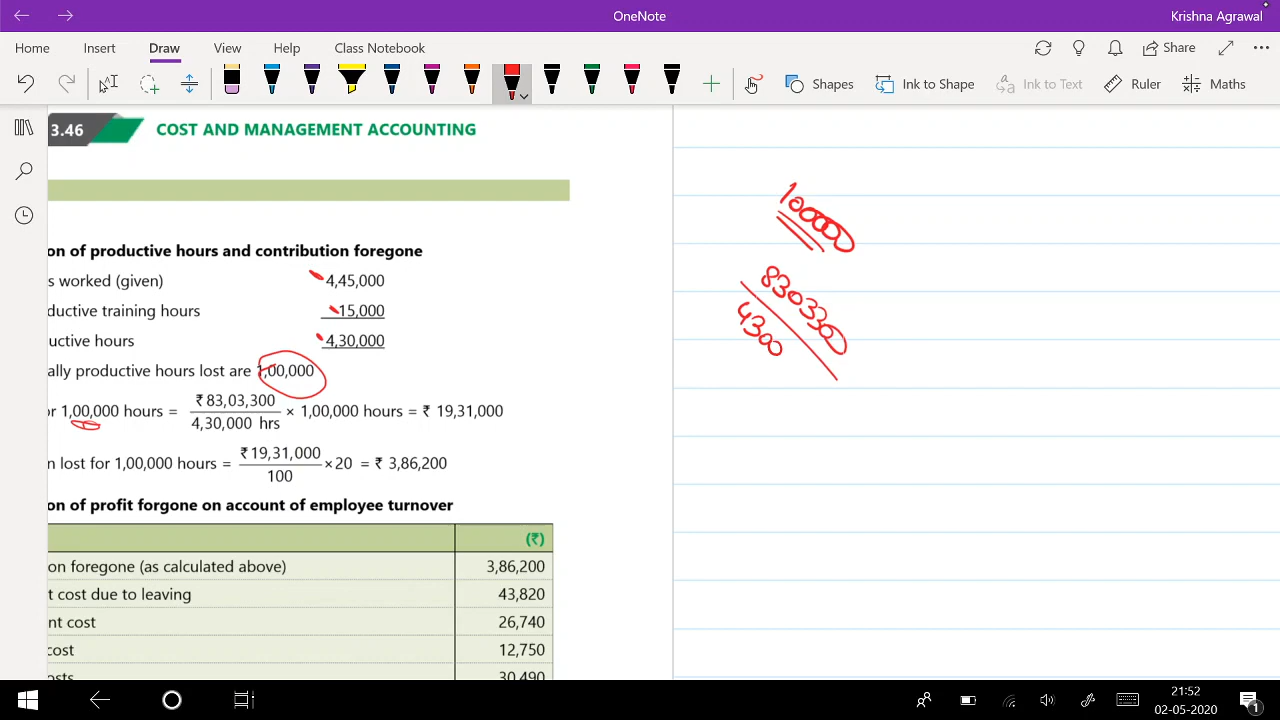 OneNote
Krishna Agrawal
Home Insert Draw View Help Class Notebook Share
Shapes Ink to Shape Ink to Text Ruler Maths
3.46 COST AND MANAGEMENT ACCOUNTING
on of productive hours and contribution foregone
s worked (given) 4,45,000
ductive training hours 15,000
uctive hours 4,30,000
ally productive hours lost are 1,00,000
or 1,00,000 hours = ₹ 83,03,300 / 4,30,000 hrs × 1,00,000 hours = ₹ 19,31,000
n lost for 1,00,000 hours = ₹ 19,31,000 / 100 × 20 = ₹ 3,86,200
on of profit forgone on account of employee turnover
(₹)
on foregone (as calculated above) 3,86,200
t cost due to leaving 43,820
nt cost 26,740
cost 12,750
osts 30,490
100000
830330
4300
21:52
02-05-2020
1